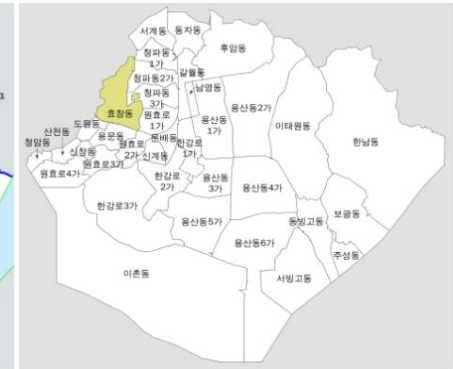 서계동
동자동
후암동
청파동
1가
갈월동
청파동2가
남영동
청파동
3가
용산동2가
효창동
원효로
1가
용산동
1가
이태원동
도원동
산천동
용문동
한남동
청암동
신창동
원효로
2가
토배동
신계동
한강로
1가
원효로3가
원효로4가
한강로
2가
용산동
3가
용산동4가
한강로3가
보광동
동빙고동
용산동5가
용산동6가
주성동
이촌동
서빙고동